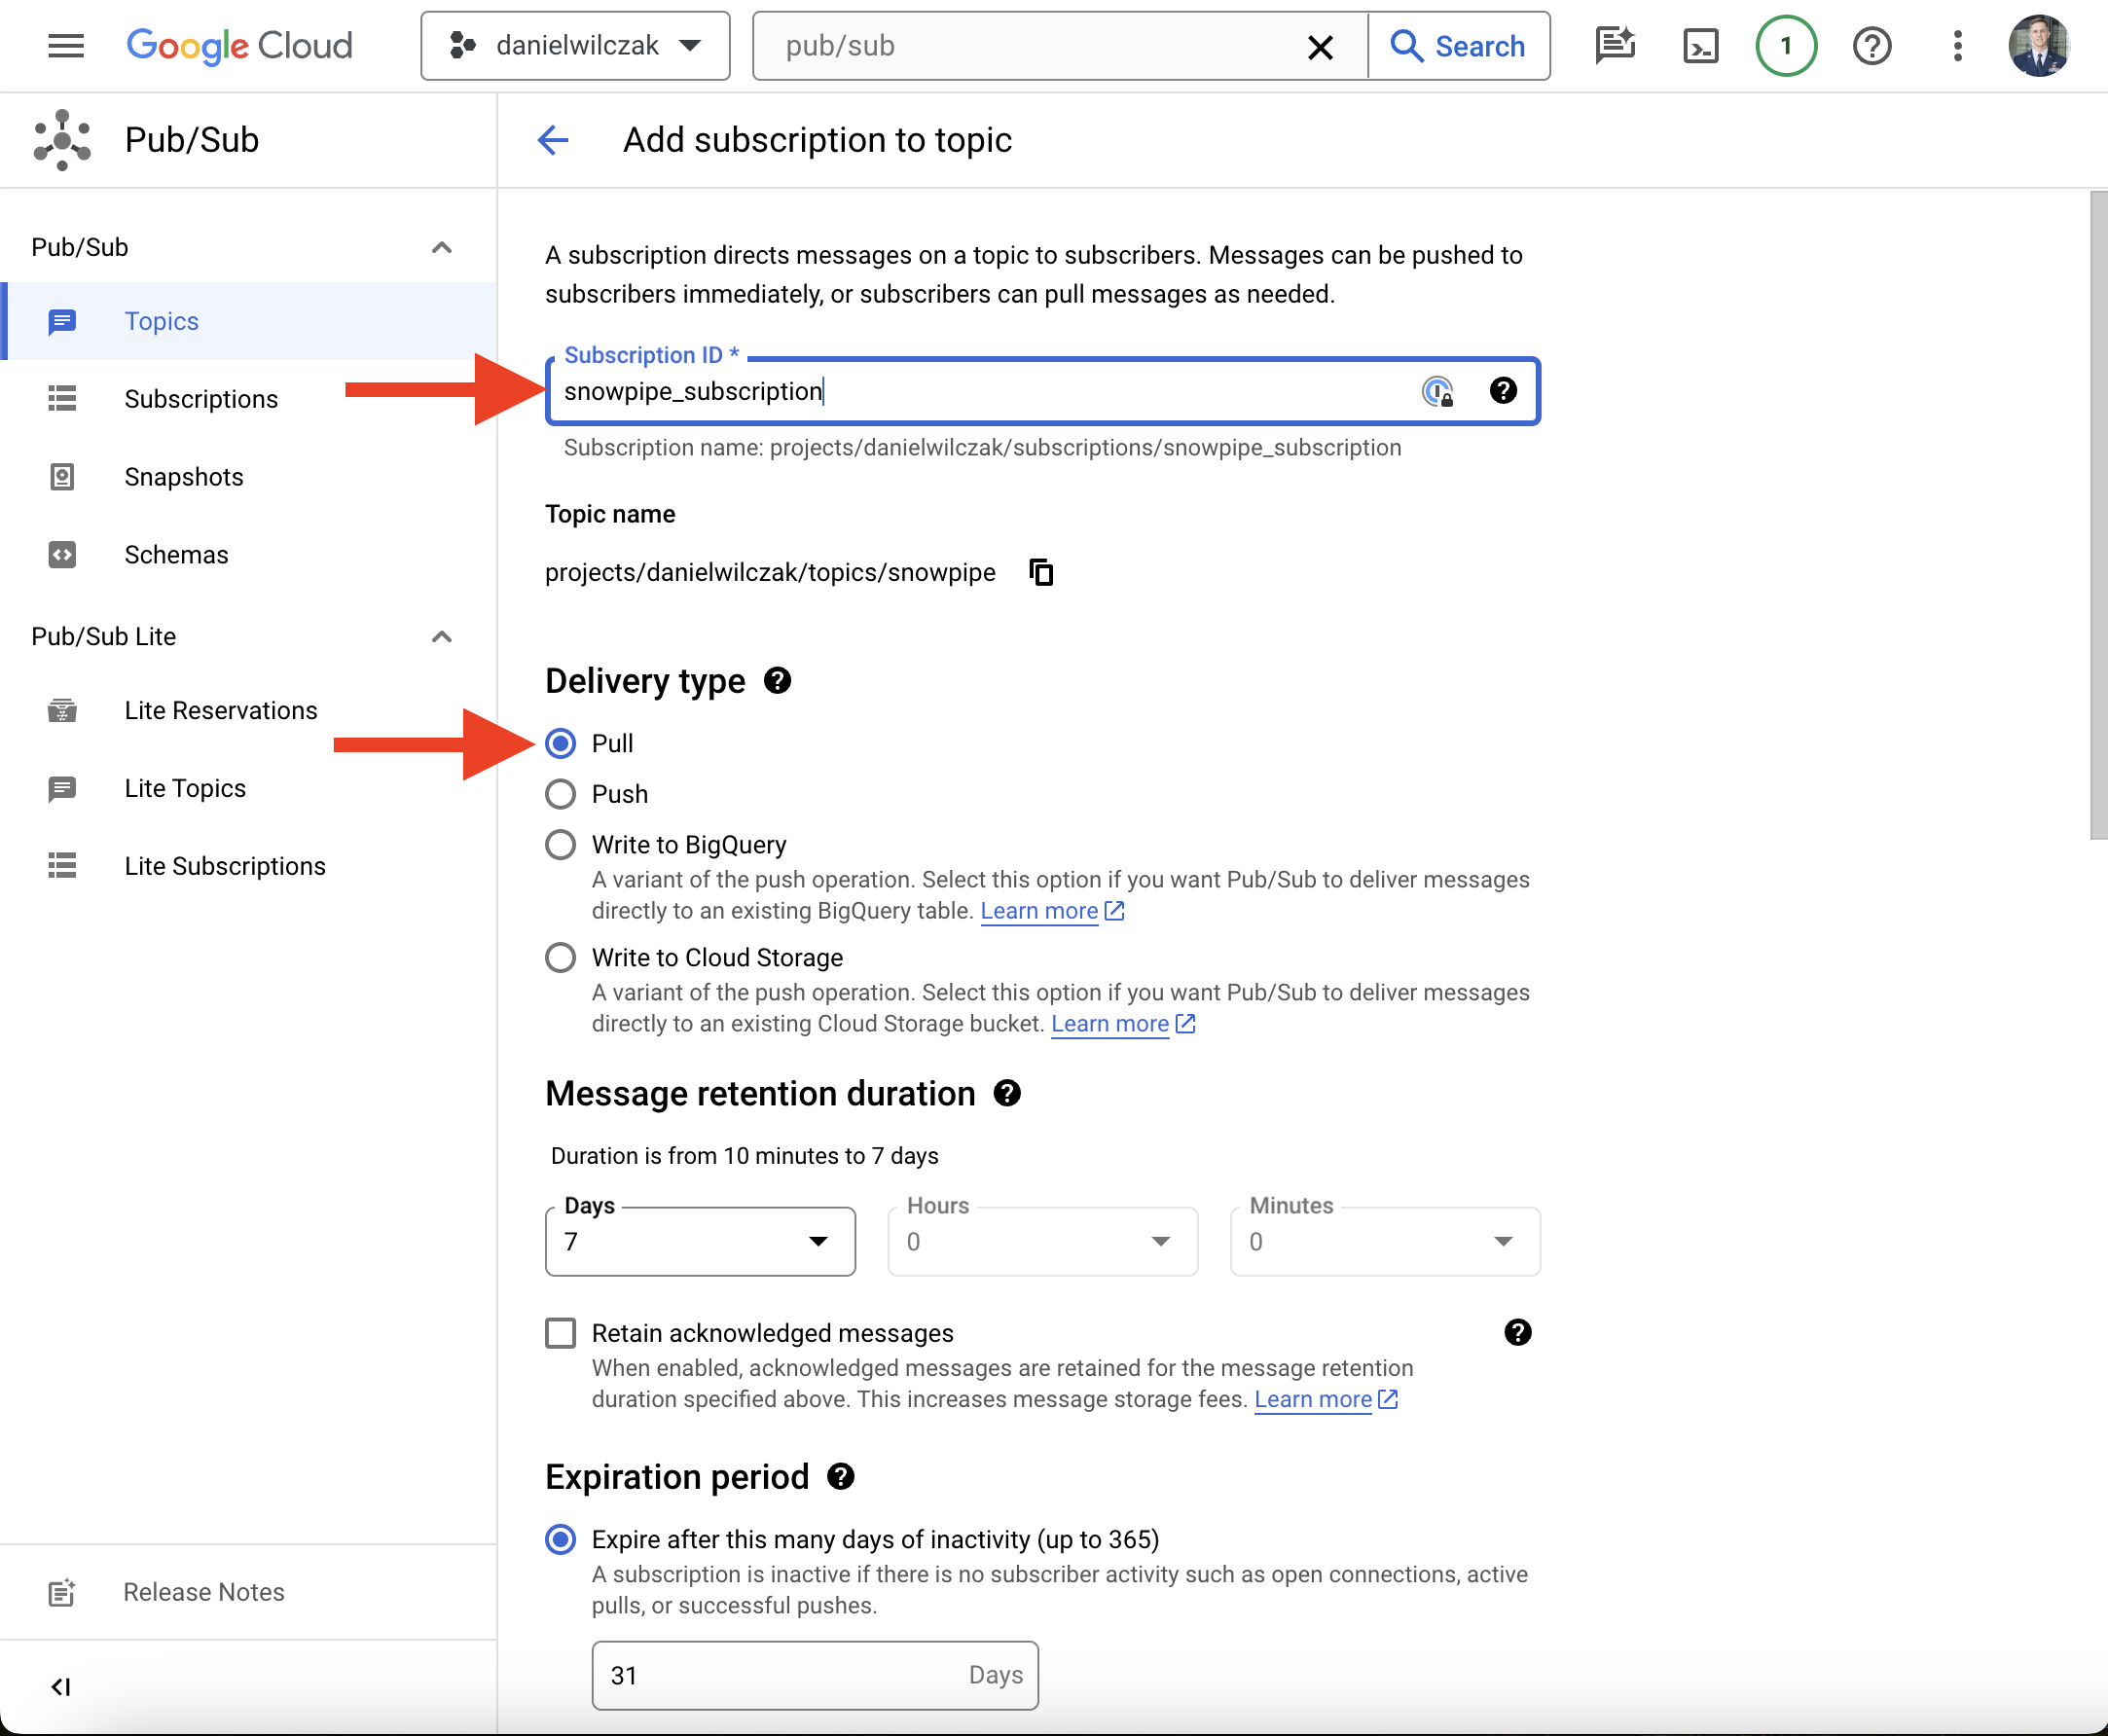 Google Cloud
danielwilczak
pub/sub
Search
1
Pub/Sub
Add subscription to topic
Pub/Sub
Topics
Subscriptions
Snapshots
Schemas
Pub/Sub Lite
Lite Reservations
Lite Topics
Lite Subscriptions
Release Notes
A subscription directs messages on a topic to subscribers. Messages can be pushed to
subscribers immediately, or subscribers can pull messages as needed.
Subscription ID *
snowpipe_subscription
Subscription name: projects/danielwilczak/subscriptions/snowpipe_subscription
Topic name
projects/danielwilczak/topics/snowpipe
Delivery type
Pull
Push
Write to BigQuery
A variant of the push operation. Select this option if you want Pub/Sub to deliver messages
directly to an existing BigQuery table. Learn more
Write to Cloud Storage
A variant of the push operation. Select this option if you want Pub/Sub to deliver messages
directly to an existing Cloud Storage bucket. Learn more
Message retention duration
Duration is from 10 minutes to 7 days
Days Hours Minutes
7 0 0
Retain acknowledged messages
When enabled, acknowledged messages are retained for the message retention
duration specified above. This increases message storage fees. Learn more
Expiration period
Expire after this many days of inactivity (up to 365)
A subscription is inactive if there is no subscriber activity such as open connections, active
pulls, or successful pushes.
31 Days